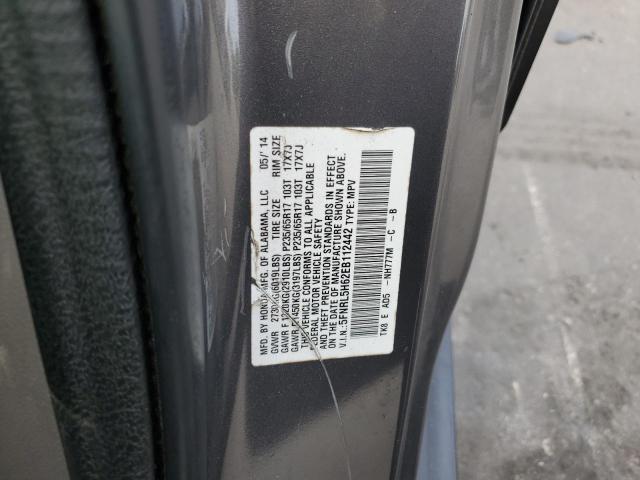 MFD. BY HONDA MFG. OF ALABAMA, LLC 05/'14
GVWR 2730KG(6019LBS) TIRE SIZE RIM SIZE
GAWR F 1320KG(2910LBS) P235/65R17 103T 17X7J
GAWR R 1450KG(3197LBS) P235/65R17 103T 17X7J
THIS VEHICLE CONFORMS TO ALL APPLICABLE
FEDERAL MOTOR VEHICLE SAFETY
AND THEFT PREVENTION STANDARDS IN EFFECT
ON THE DATE OF MANUFACTURE SHOWN ABOVE.
V.I.N.: 5FNRL5H62EB112442 TYPE: MPV
TK8 E AD5 -NH777M -C -B